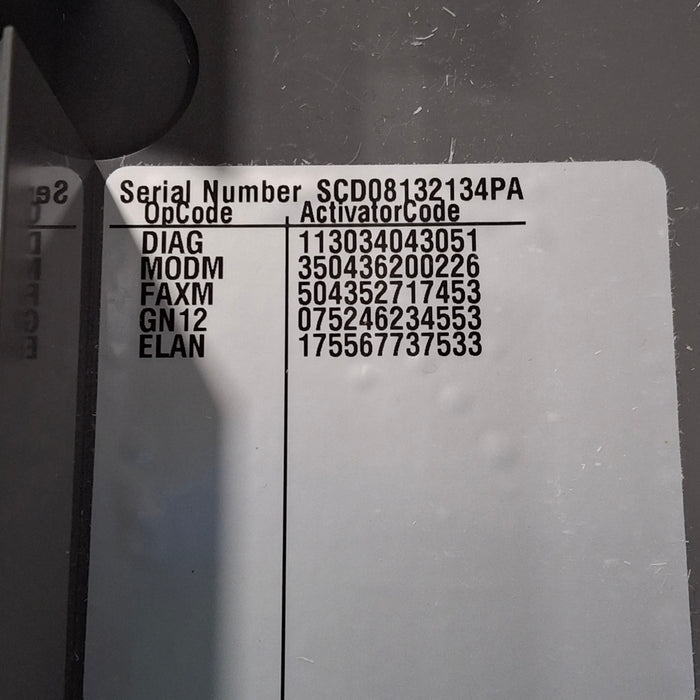 Serial Number SCD08132134PA
OpCode ActivatorCode
DIAG 113034043051
MODM 350436200226
FAXM 504352717453
GN12 075246234553
ELAN 175567737533